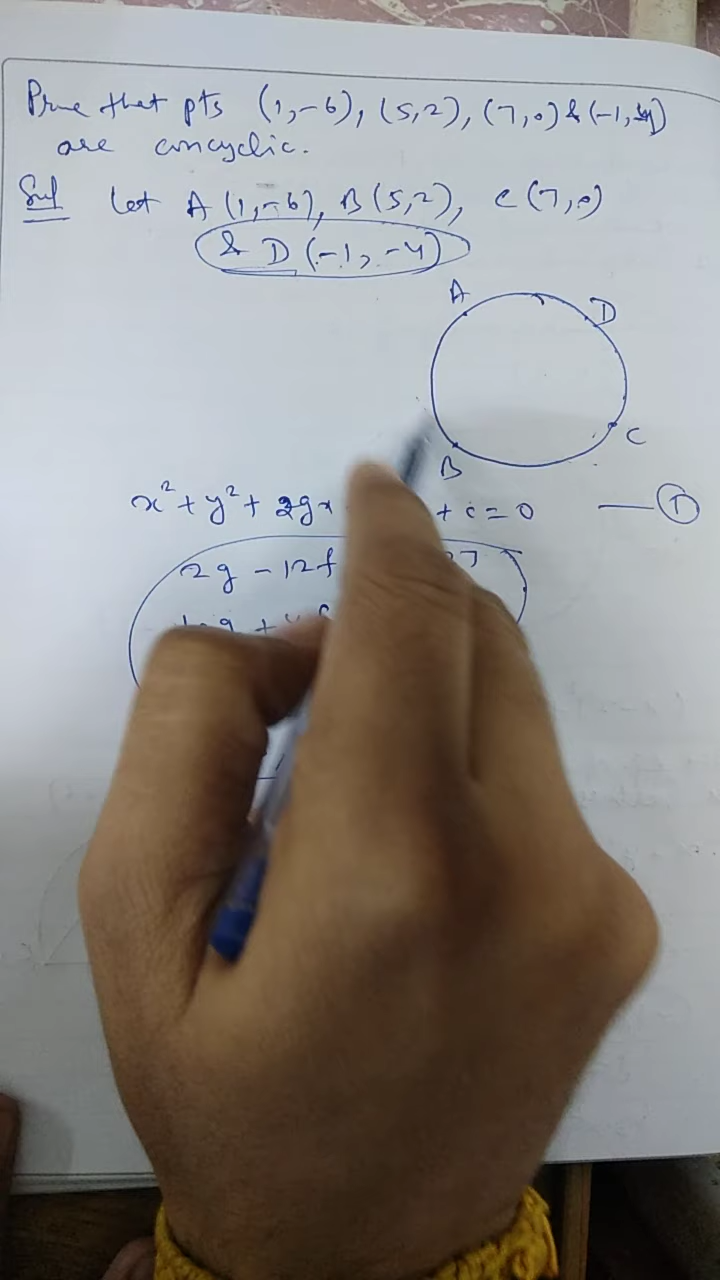 Prove that pts (1,-6), (5,2), (7,0) & (-1,-4)
are concyclic.
Sol Let A (1,-6), B (5,2), C (7,0)
& D (-1,-4)
A
D
C
B
x² + y² + 2gx + c = 0 — ①
2g - 12f 37